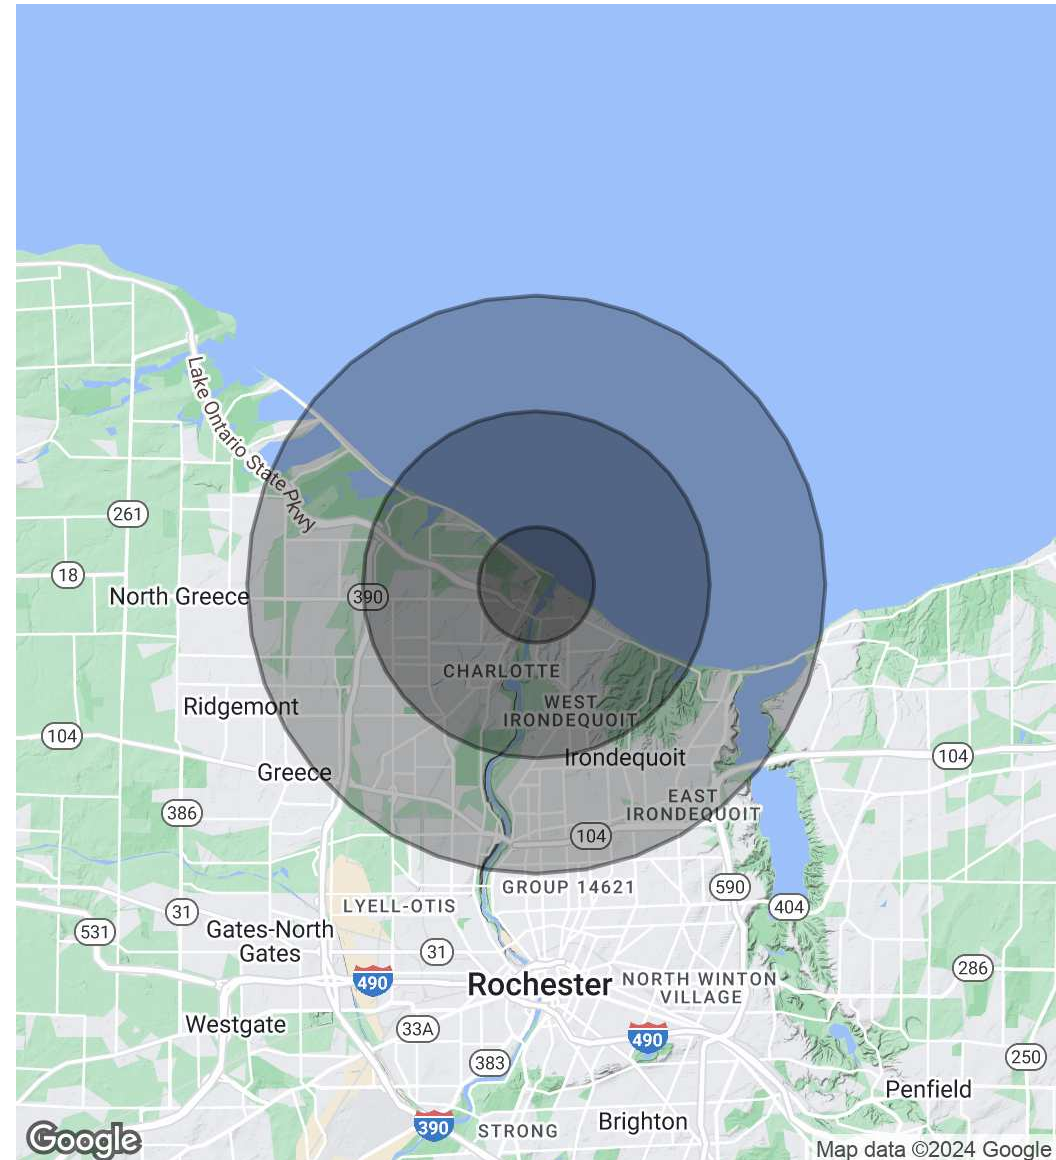 Lake Ontario State Pkwy
261
18
North Greece
390
CHARLOTTE
WEST
IRONDEQUOIT
Ridgemont
104
Irondequoit
104
Greece
EAST
IRONDEQUOIT
386
104
GROUP 14621
590
LYELL-OTIS
404
31
531
Gates-North
Gates
31
286
490
Rochester
NORTH WINTON
VILLAGE
Westgate
33A
490
383
250
Penfield
390
STRONG
Brighton
Google
Map data ©2024 Google